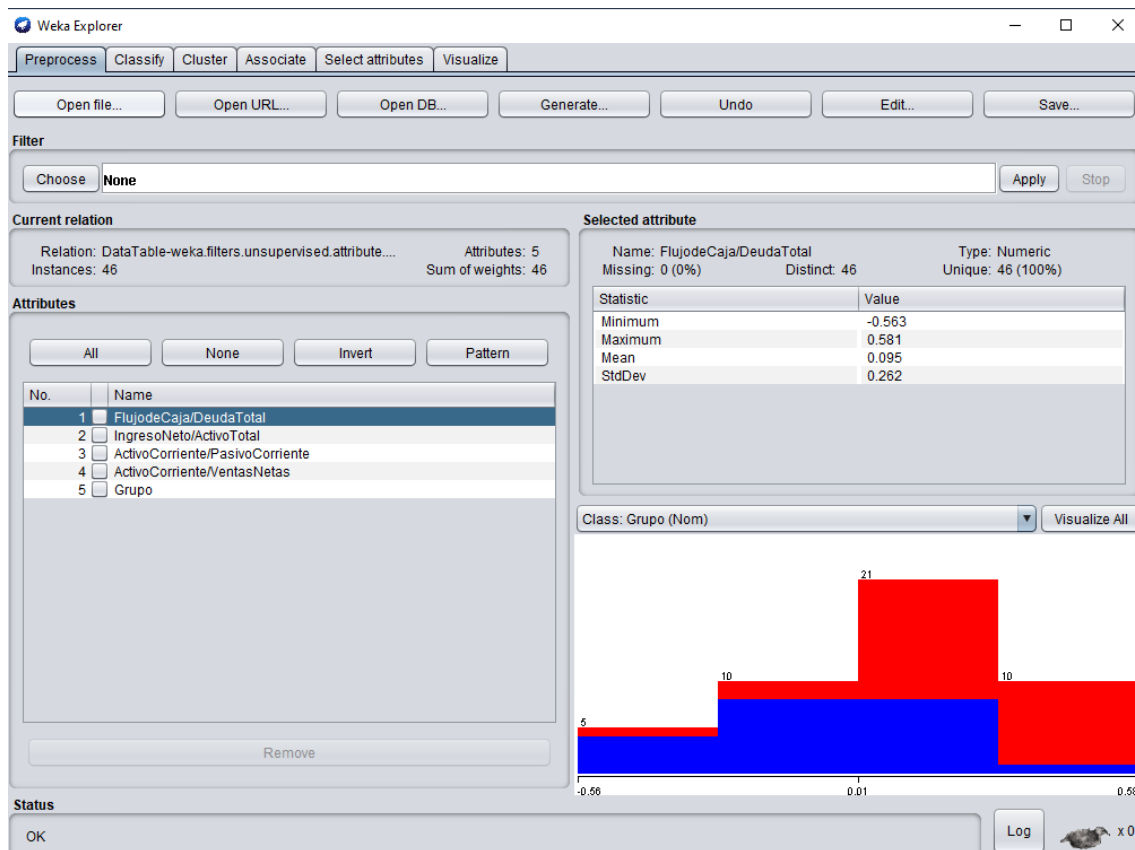 Weka Explorer
Preprocess Classify Cluster Associate Select attributes Visualize
Open file... Open URL... Open DB... Generate... Undo Edit... Save...
Filter
Choose None Apply Stop
Current relation
Relation: DataTable-weka.filters.unsupervised.attribute.... Attributes: 5
Instances: 46 Sum of weights: 46
Attributes
All None Invert Pattern
No. Name
1 FlujodeCaja/DeudaTotal
2 IngresoNeto/ActivoTotal
3 ActivoCorriente/PasivoCorriente
4 ActivoCorriente/VentasNetas
5 Grupo
Remove
Selected attribute
Name: FlujodeCaja/DeudaTotal Type: Numeric
Missing: 0 (0%) Distinct: 46 Unique: 46 (100%)
Statistic Value
Minimum -0.563
Maximum 0.581
Mean 0.095
StdDev 0.262
Class: Grupo (Nom) Visualize All
21
10 10
5
-0.56 0.01 0.58
Status
OK Log x 0